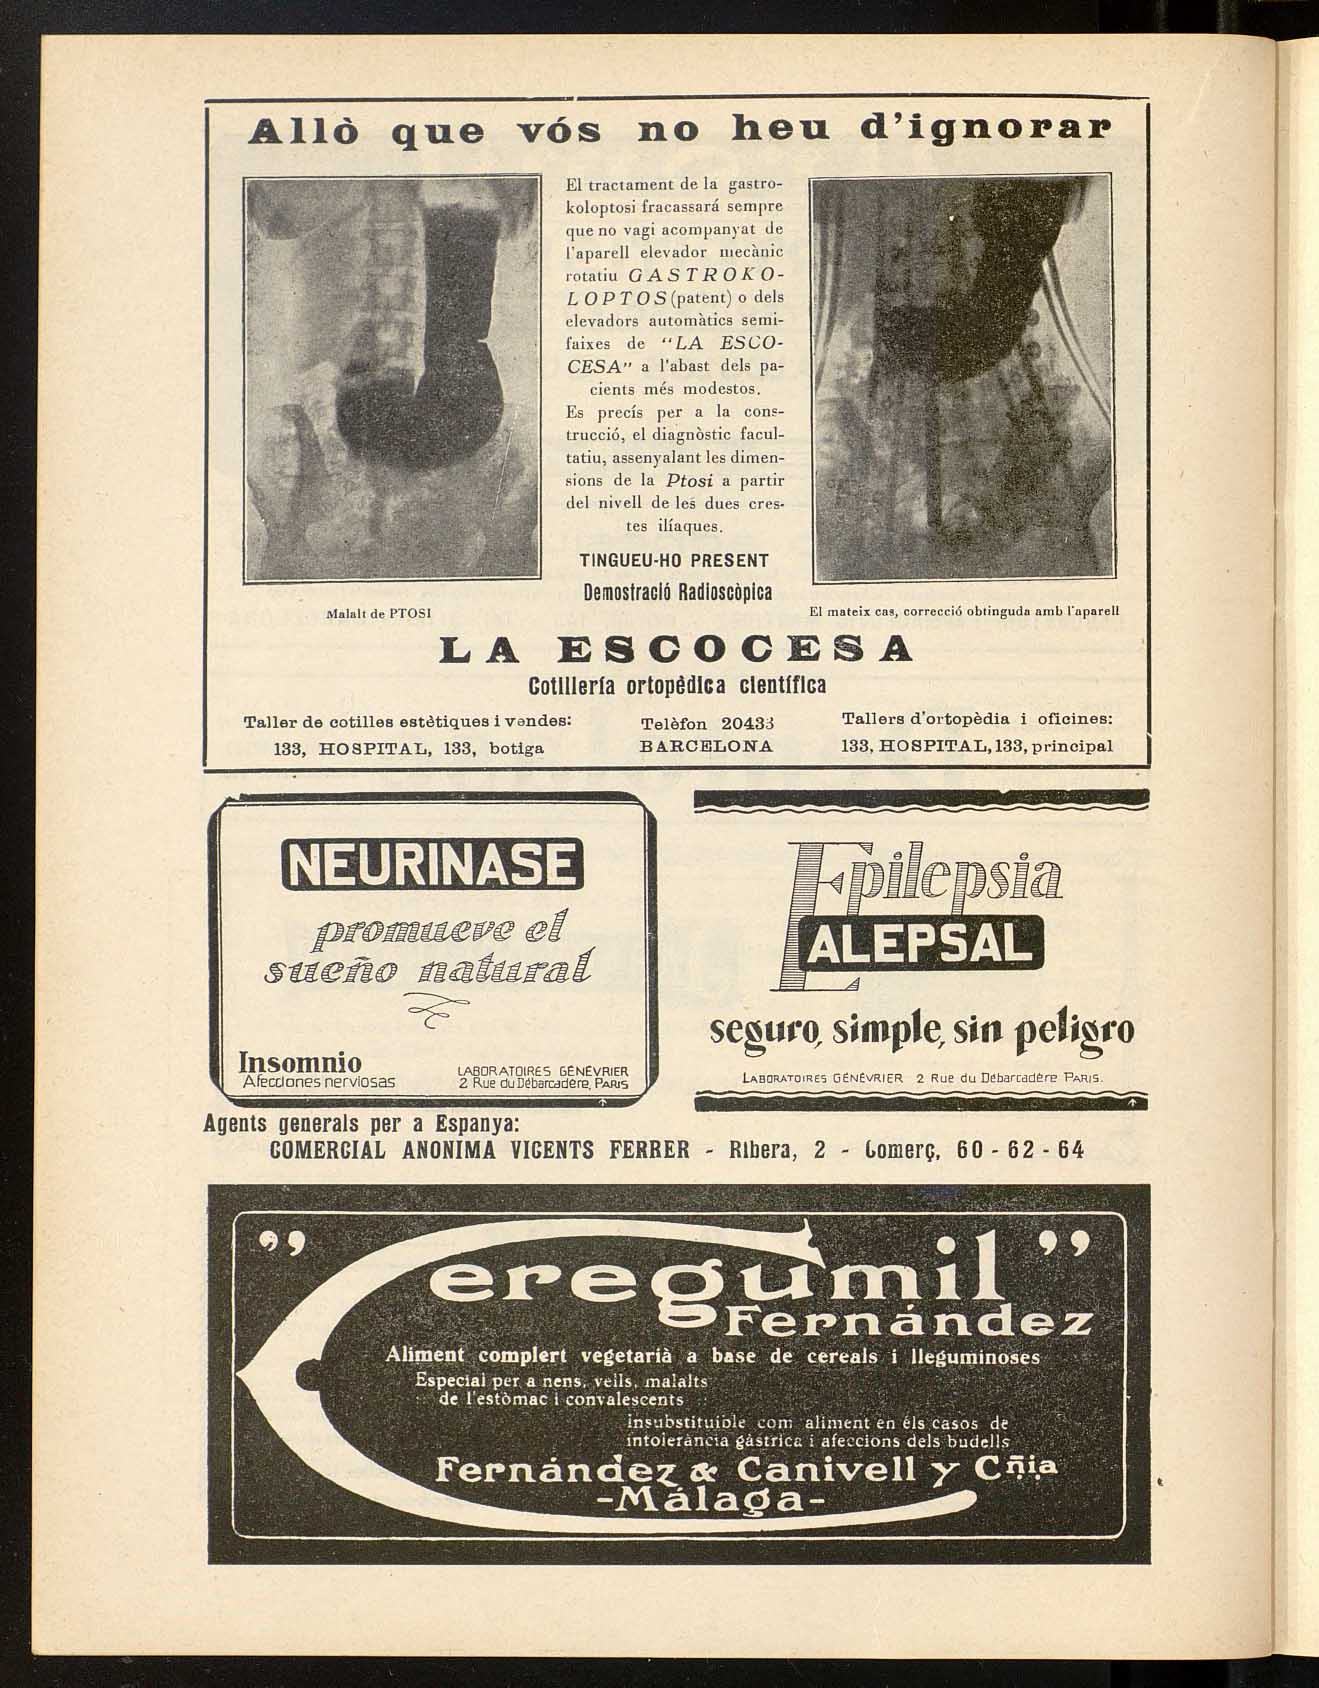 Allò que vós no heu d'ignorar
El tractament de la gastro-
koloptosi fracassará sempre
que no vagi acompanyat de
l'aparell elevador mecànic
rotatiu GASTROKO-
LOPTOS (patent) o dels
elevadors automàtics semi-
faixes de “LA ESCO-
CESA” a l'abast dels pa-
cients més modestos.
Es precís per a la cons-
trucció, el diagnòstic facul-
tatiu, assenyalant les dimen-
sions de la Ptosi a partir
del nivell de les dues cres-
tes ilíaques.
TINGUEU-HO PRESENT
Demostració Radioscòpica
Malalt de PTOSI
El mateix cas, correcció obtinguda amb l'aparell
LA ESCOCESA
Cotillería ortopèdica científica
Taller de cotilles estètiques i vendes:
133, HOSPITAL, 133, botiga
Telèfon 20433
BARCELONA
Tallers d'ortopèdia i oficines:
133, HOSPITAL, 133, principal
NEURINASE
promueve el
sueño natural
Insomnio
Afecciones nerviosas
LABORATOIRES GÉNÉVRIER
2 Rue du Débarcadère, PARIS
Epilepsia
ALEPSAL
seguro, simple, sin peligro
LABORATOIRES GÉNÉVRIER 2 Rue du Débarcadère PARIS.
Agents generals per a Espanya:
COMERCIAL ANONIMA VICENTS FERRER - Ribera, 2 - Comerç, 60 - 62 - 64
”Ceregumil”
Fernández
Aliment complert vegetarià a base de cereals i lleguminoses
Especial per a nens, vells, malalts
de l'estòmac i convalescents
Insubstituible com aliment en els casos de
intolerància gàstrica i afeccions dels budells
Fernández & Canivell y Cñia
-Málaga-